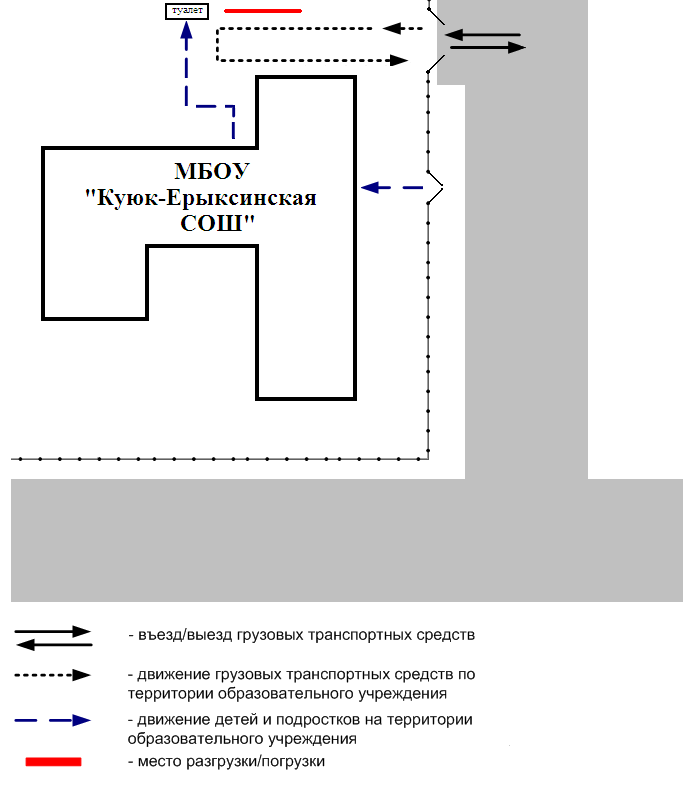 туалет
МБОУ
"Куюк-Ерыксинская
СОШ"
- въезд/выезд грузовых транспортных средств
- движение грузовых транспортных средств по
территории образовательного учреждения
- движение детей и подростков на территории
образовательного учреждения
- место разгрузки/погрузки